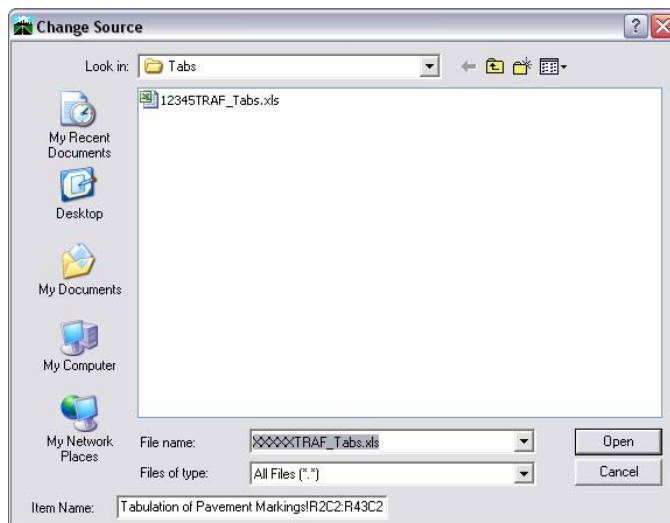 Change Source
Look in: Tabs
12345TRAF_Tabs.xls
My Recent
Documents
Desktop
My Documents
My Computer
My Network
Places
File name: XXXXXTRAF_Tabs.xls Open
Files of type: All Files (*.*) Cancel
Item Name: Tabulation of Pavement Markings!R2C2:R43C2